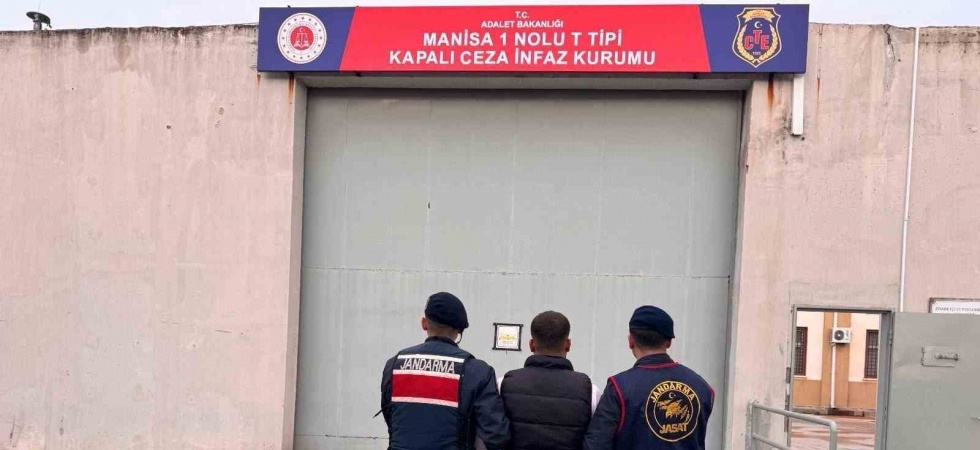 T.C.
ADALET BAKANLIĞI
MANİSA 1 NOLU T TİPİ
KAPALI CEZA İNFAZ KURUMU
CTE
JANDARMA
JANDARMA
JASAT